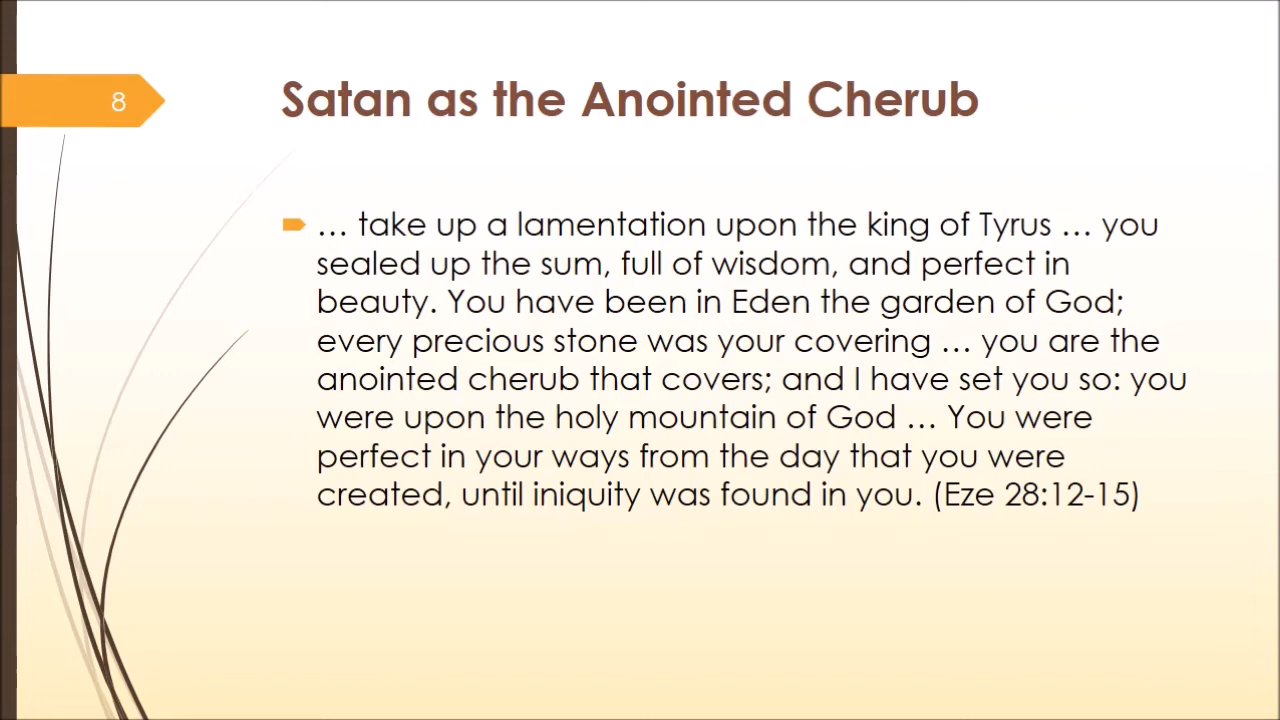 8
Satan as the Anointed Cherub
… take up a lamentation upon the king of Tyrus … you
sealed up the sum, full of wisdom, and perfect in
beauty. You have been in Eden the garden of God;
every precious stone was your covering … you are the
anointed cherub that covers; and I have set you so: you
were upon the holy mountain of God … You were
perfect in your ways from the day that you were
created, until iniquity was found in you. (Eze 28:12-15)